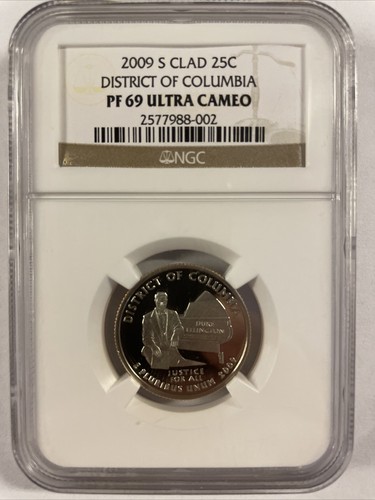 2009 S CLAD 25C
DISTRICT OF COLUMBIA
PF 69 ULTRA CAMEO
2577988-002
NGC
DISTRICT OF COLUMBIA
DUKE
ELLINGTON
JUSTICE
FOR ALL
E PLURIBUS UNUM 2009